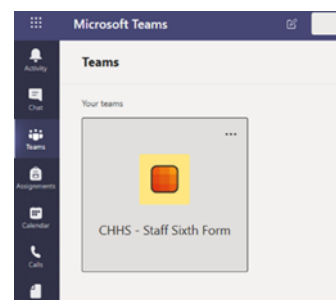 Microsoft Teams
Activity
Chat
Teams
Assignments
Calendar
Calls
Teams
Your teams
...
CHHS - Staff Sixth Form